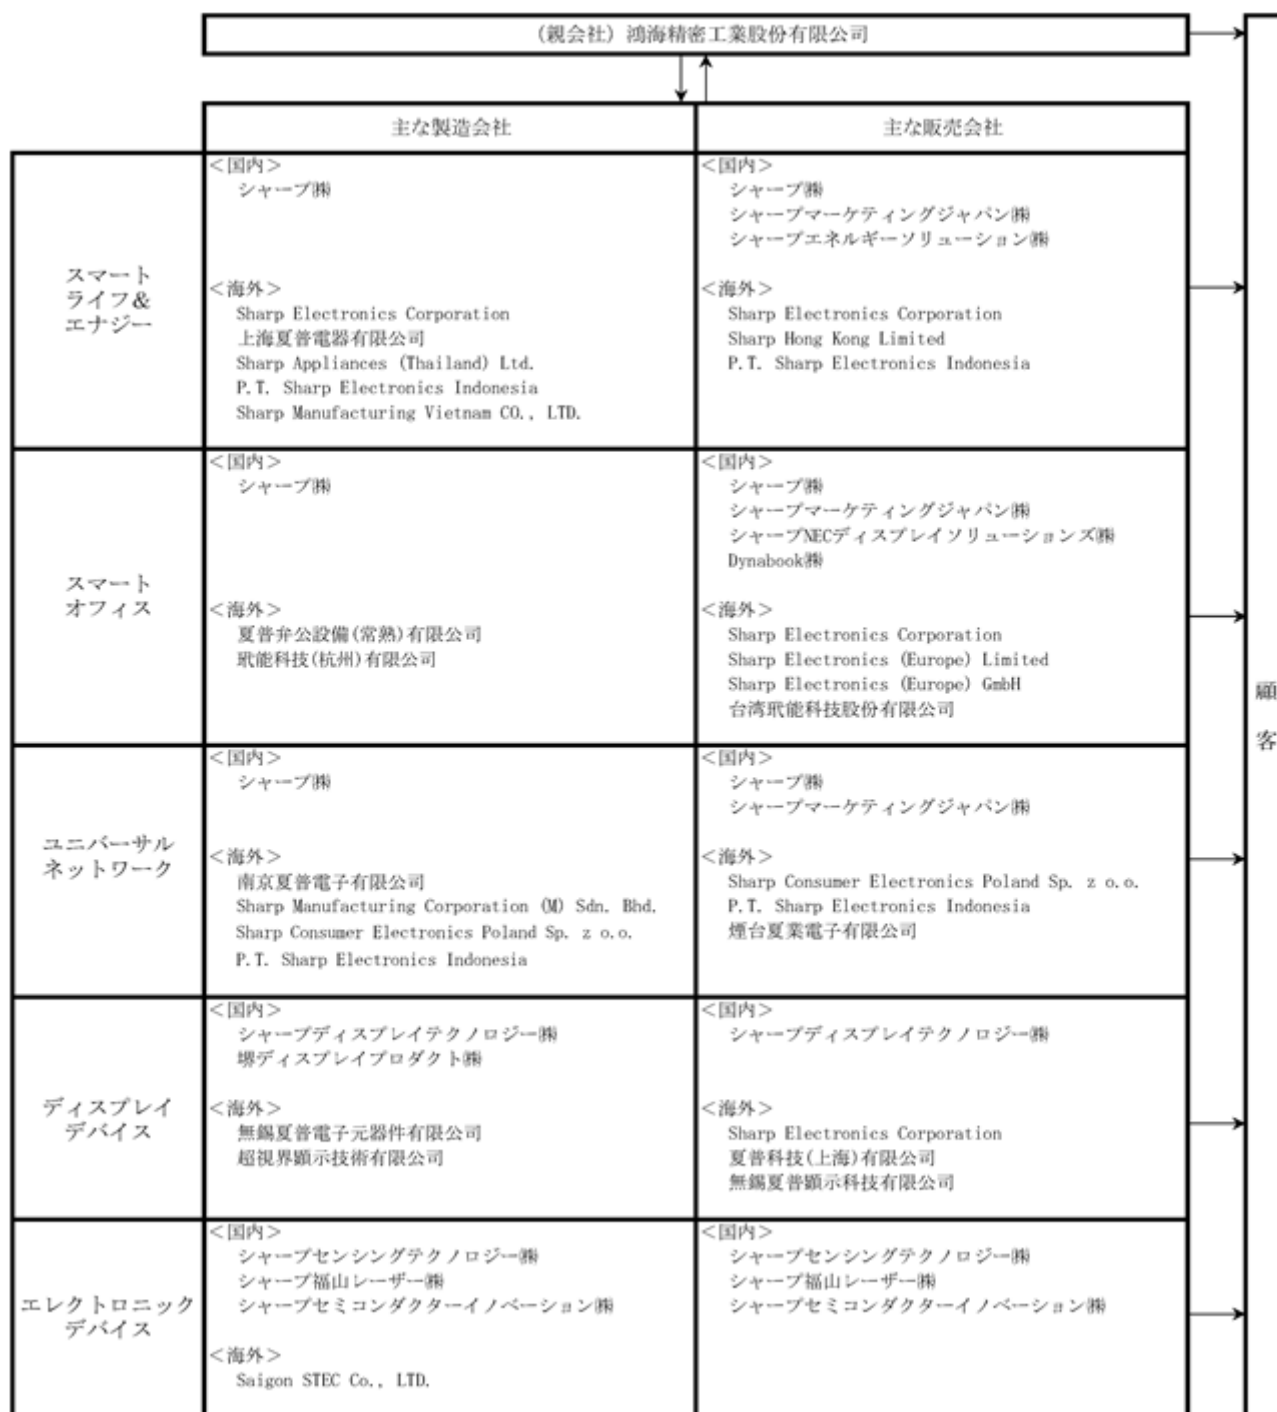 (親会社) 鴻海精密工業股份有限公司
主な製造会社
主な販売会社
スマート
ライフ&
エナジー
<国内>
シャープ㈱
<海外>
Sharp Electronics Corporation
上海夏普電器有限公司
Sharp Appliances (Thailand) Ltd.
P.T. Sharp Electronics Indonesia
Sharp Manufacturing Vietnam CO., LTD.
<国内>
シャープ㈱
シャープマーケティングジャパン㈱
シャープエネルギーソリューション㈱
<海外>
Sharp Electronics Corporation
Sharp Hong Kong Limited
P.T. Sharp Electronics Indonesia
スマート
オフィス
<国内>
シャープ㈱
<海外>
夏普弁公設備(常熟)有限公司
玳能科技(杭州)有限公司
<国内>
シャープ㈱
シャープマーケティングジャパン㈱
シャープNECディスプレイソリューションズ㈱
Dynabook㈱
<海外>
Sharp Electronics Corporation
Sharp Electronics (Europe) Limited
Sharp Electronics (Europe) GmbH
台湾玳能科技股份有限公司
ユニバーサル
ネットワーク
<国内>
シャープ㈱
<海外>
南京夏普電子有限公司
Sharp Manufacturing Corporation (M) Sdn. Bhd.
Sharp Consumer Electronics Poland Sp. z o.o.
P.T. Sharp Electronics Indonesia
<国内>
シャープ㈱
シャープマーケティングジャパン㈱
<海外>
Sharp Consumer Electronics Poland Sp. z o.o.
P.T. Sharp Electronics Indonesia
煙台夏業電子有限公司
ディスプレイ
デバイス
<国内>
シャープディスプレイテクノロジー㈱
堺ディスプレイプロダクト㈱
<海外>
無錫夏普電子元器件有限公司
超視界顕示技術有限公司
<国内>
シャープディスプレイテクノロジー㈱
<海外>
Sharp Electronics Corporation
夏普科技(上海)有限公司
無錫夏普顕示科技有限公司
エレクトロニック
デバイス
<国内>
シャープセンシングテクノロジー㈱
シャープ福山レーザー㈱
シャープセミコンダクターイノベーション㈱
<海外>
Saigon STEC Co., LTD.
<国内>
シャープセンシングテクノロジー㈱
シャープ福山レーザー㈱
シャープセミコンダクターイノベーション㈱
顧
客